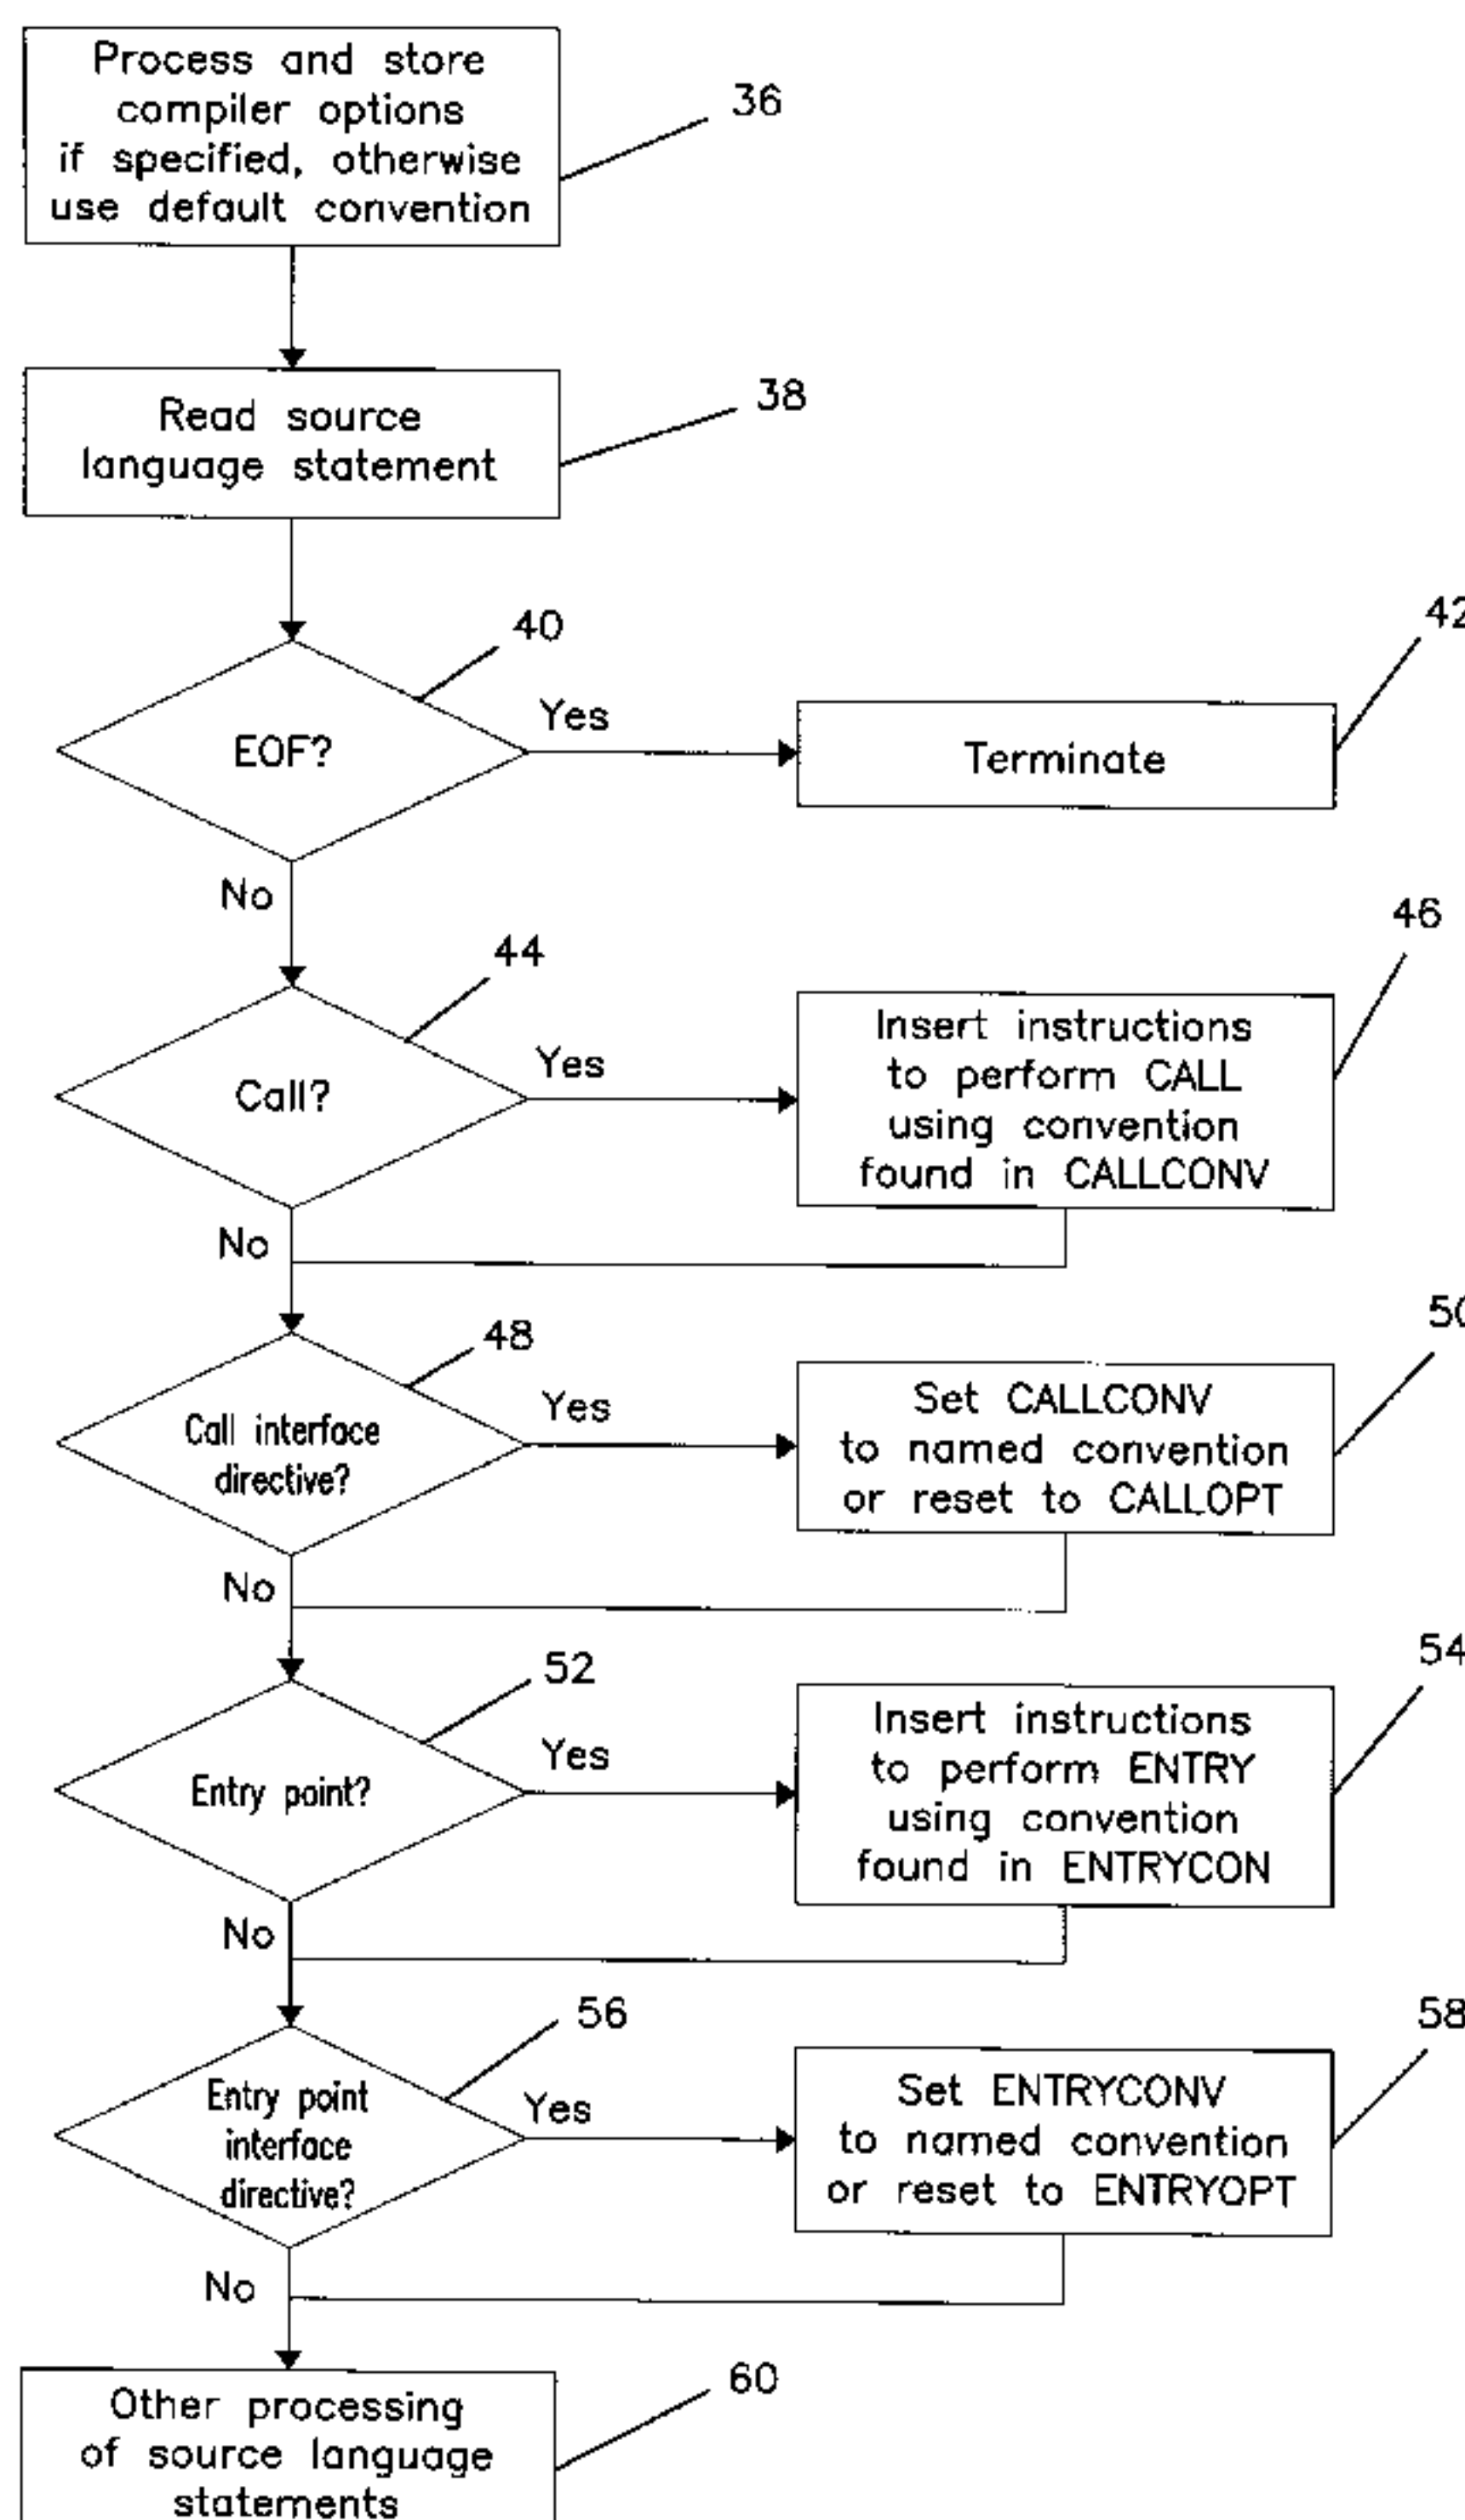 Process and store
compiler options
if specified, otherwise
use default convention
36
Read source
language statement
38
40
EOF?
Yes
Terminate
42
No
44
Call?
Yes
Insert instructions
to perform CALL
using convention
found in CALLCONV
46
No
48
Call interface
directive?
Yes
Set CALLCONV
to named convention
or reset to CALLOPT
50
No
52
Entry point?
Yes
Insert instructions
to perform ENTRY
using convention
found in ENTRYCON
54
No
56
Entry point
interface
directive?
Yes
Set ENTRYCONV
to named convention
or reset to ENTRYOPT
58
No
Other processing
of source language
statements
60